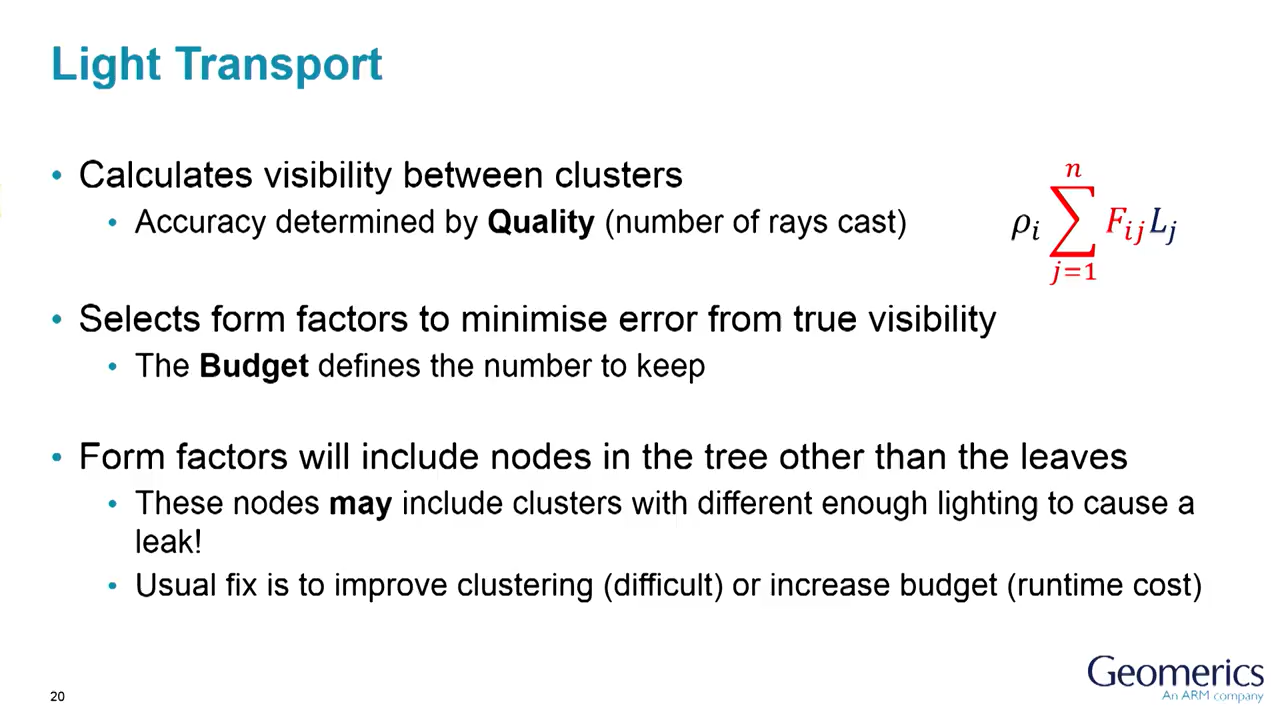 Light Transport
• Calculates visibility between clusters
• Accuracy determined by Quality (number of rays cast)
ρᵢ ∑ⁿⱼ₌₁ Fᵢⱼ Lⱼ
• Selects form factors to minimise error from true visibility
• The Budget defines the number to keep
• Form factors will include nodes in the tree other than the leaves
• These nodes may include clusters with different enough lighting to cause a
leak!
• Usual fix is to improve clustering (difficult) or increase budget (runtime cost)
20
Geomerics
An ARM company